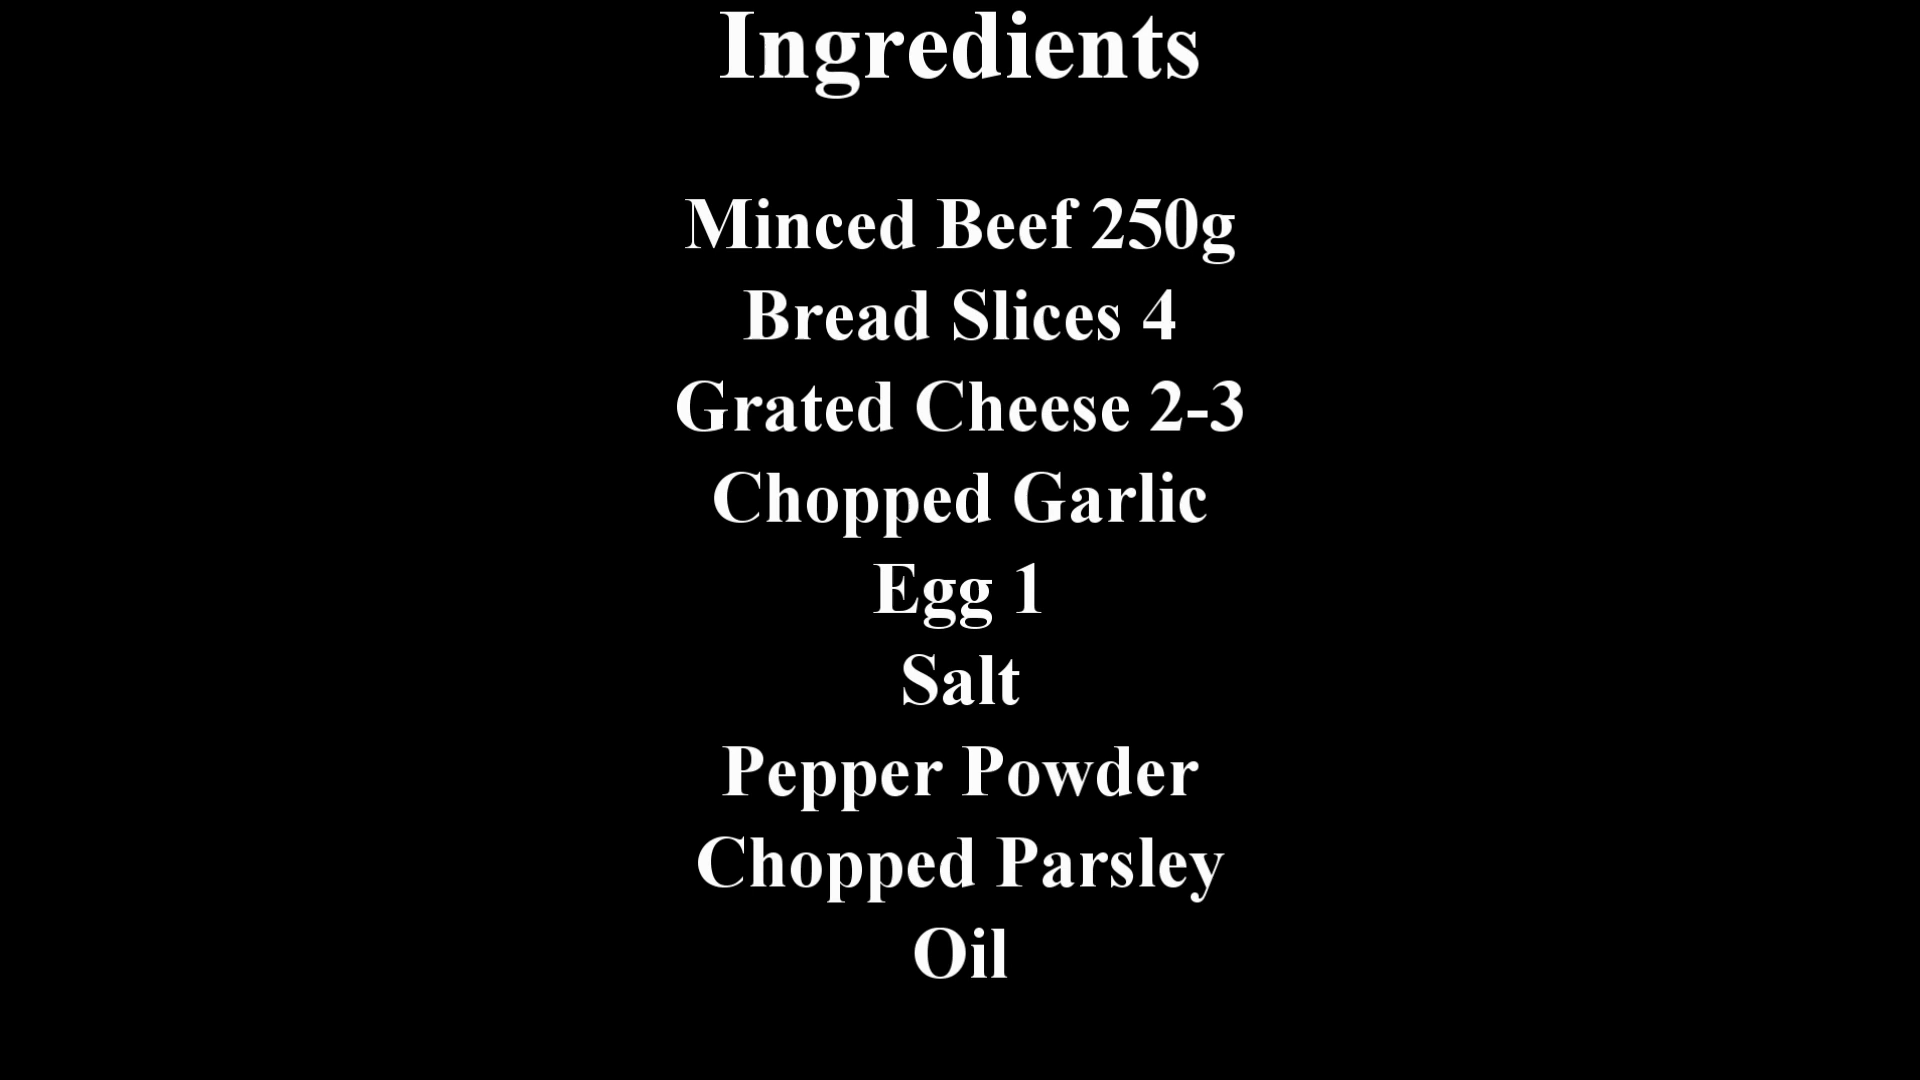 Ingredients
Minced Beef 250g
Bread Slices 4
Grated Cheese 2-3
Chopped Garlic
Egg 1
Salt
Pepper Powder
Chopped Parsley
Oil